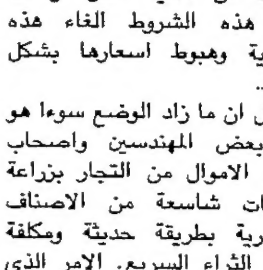 هذه الشروط الغاء هذه
ية وهبوط اسعارها بشكل
..
ل ان ما زاد الوضع سوءا هو
بعض المهندسين واصحاب
الاموال من التجار بزراعة
ات شاسعة من الاصناف
رية بطريقة حديثة ومكلفة
الثراء السريع. الامر الذي